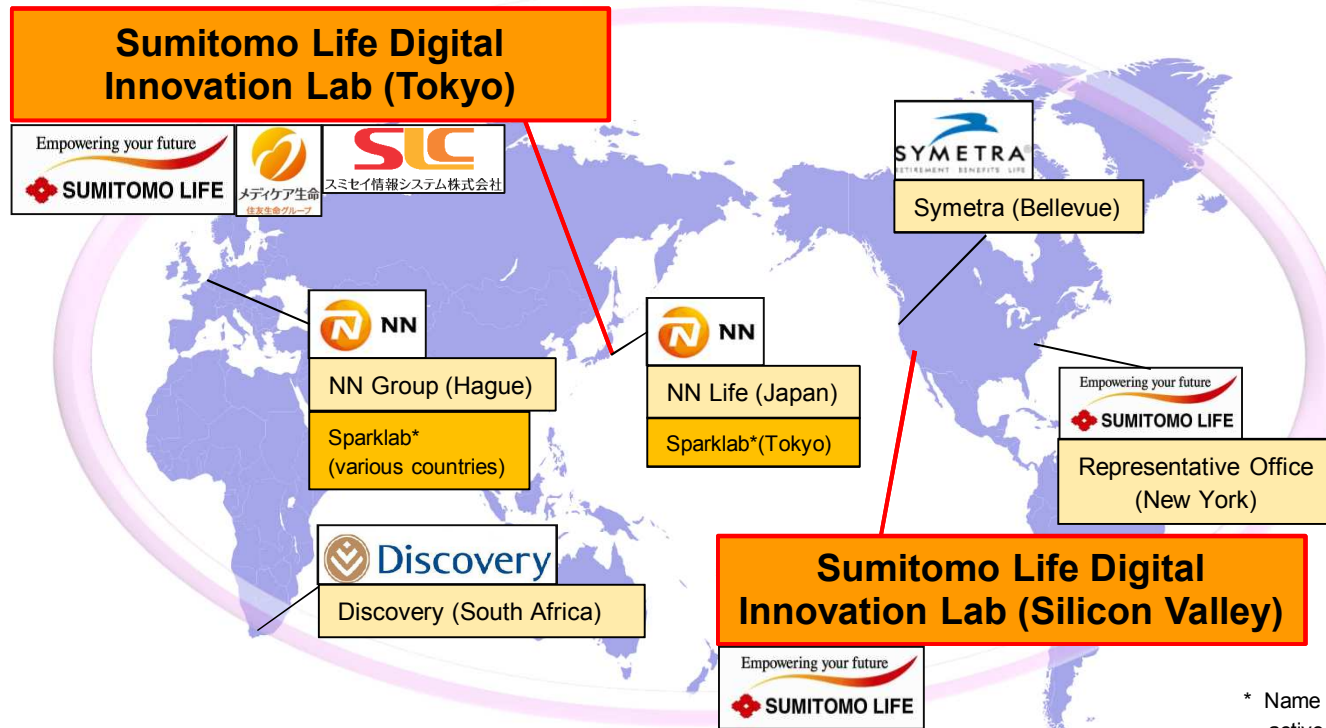 Sumitomo Life Digital
Innovation Lab (Tokyo)
Empowering your future
SUMITOMO LIFE
メディケア生命
住友生命グループ
SLC
スミセイ情報システム株式会社
SYMETRA
RETIREMENT BENEFITS LIFE
Symetra (Bellevue)
NN
NN Group (Hague)
Sparklab*
(various countries)
NN
NN Life (Japan)
Sparklab*(Tokyo)
Empowering your future
SUMITOMO LIFE
Representative Office
(New York)
Discovery
Discovery (South Africa)
Sumitomo Life Digital
Innovation Lab (Silicon Valley)
Empowering your future
SUMITOMO LIFE
* Name